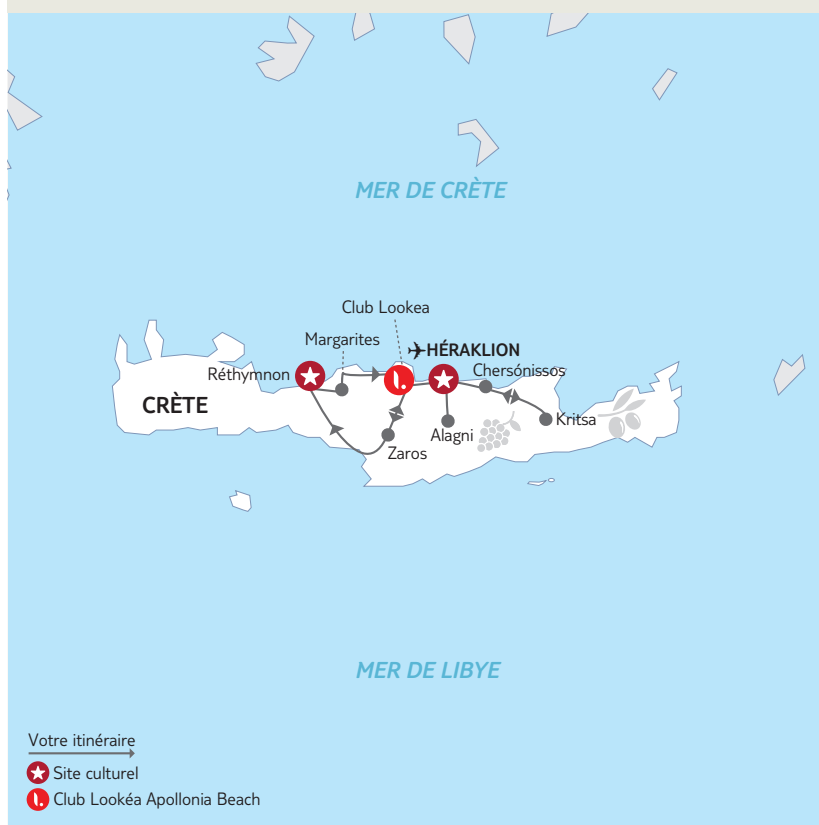 MER DE CRÈTE
Club Lookea
Margarites
HÉRAKLION
Réthymnon
Chersónissos
CRÈTE
Alagni
Kritsa
Zaros
MER DE LIBYE
Votre itinéraire
Site culturel
Club Lookéa Apollonia Beach